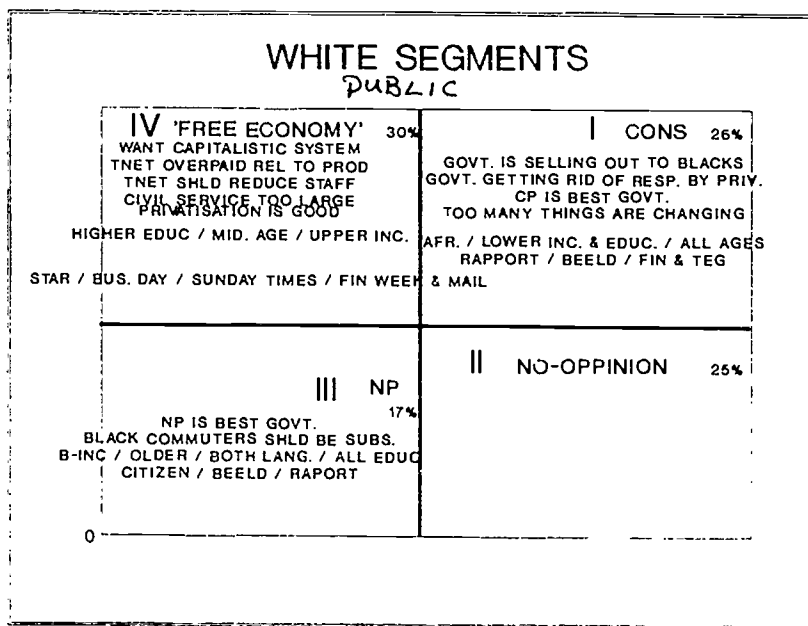 WHITE SEGMENTS
PUBLIC
IV 'FREE ECONOMY' 30%
WANT CAPITALISTIC SYSTEM
TNET OVERPAID REL TO PROD
TNET SHLD REDUCE STAFF
CIVIL SERVICE TOO LARGE
PRIVATISATION IS GOOD
HIGHER EDUC / MID. AGE / UPPER INC.
STAR / BUS. DAY / SUNDAY TIMES / FIN WEEK & MAIL
I CONS 26%
GOVT. IS SELLING OUT TO BLACKS
GOVT. GETTING RID OF RESP. BY PRIV.
CP IS BEST GOVT.
TOO MANY THINGS ARE CHANGING
AFR. / LOWER INC. & EDUC. / ALL AGES
RAPPORT / BEELD / FIN & TEG
III NP
17%
NP IS BEST GOVT.
BLACK COMMUTERS SHLD BE SUBS.
B-INC / OLDER / BOTH LANG. / ALL EDUC
CITIZEN / BEELD / RAPORT
II NO-OPPINION 25%
0